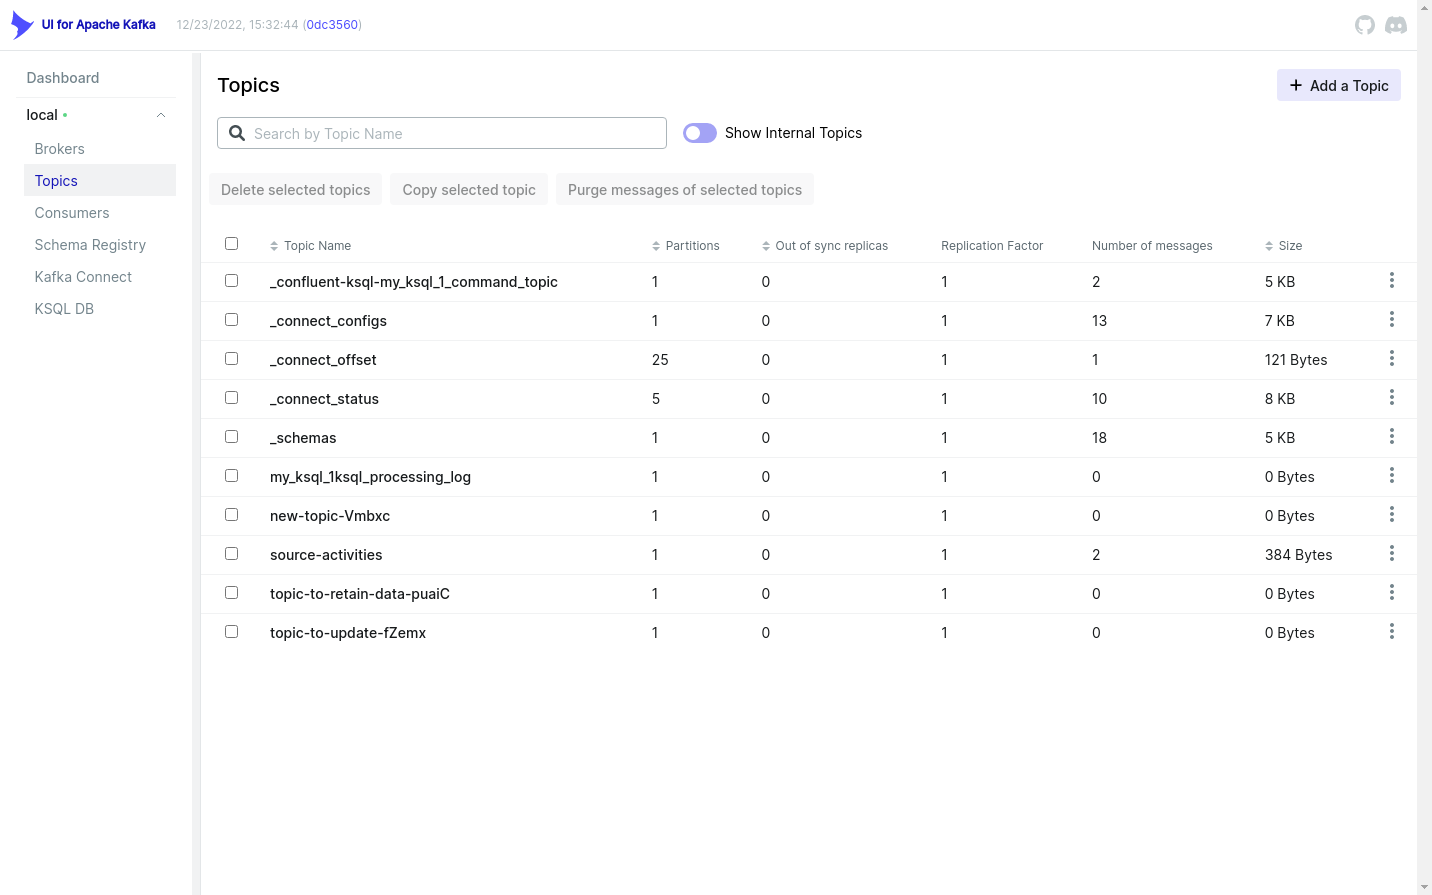 UI for Apache Kafka 12/23/2022, 15:32:44 (0dc3560)
Dashboard
local
Brokers
Topics
Consumers
Schema Registry
Kafka Connect
KSQL DB
Topics
Add a Topic
Search by Topic Name
Show Internal Topics
Delete selected topics Copy selected topic Purge messages of selected topics
Topic Name Partitions Out of sync replicas Replication Factor Number of messages Size
_confluent-ksql-my_ksql_1_command_topic 1 0 1 2 5 KB
_connect_configs 1 0 1 13 7 KB
_connect_offset 25 0 1 1 121 Bytes
_connect_status 5 0 1 10 8 KB
_schemas 1 0 1 18 5 KB
my_ksql_1ksql_processing_log 1 0 1 0 0 Bytes
new-topic-Vmbxc 1 0 1 0 0 Bytes
source-activities 1 0 1 2 384 Bytes
topic-to-retain-data-puaiC 1 0 1 0 0 Bytes
topic-to-update-fZemx 1 0 1 0 0 Bytes